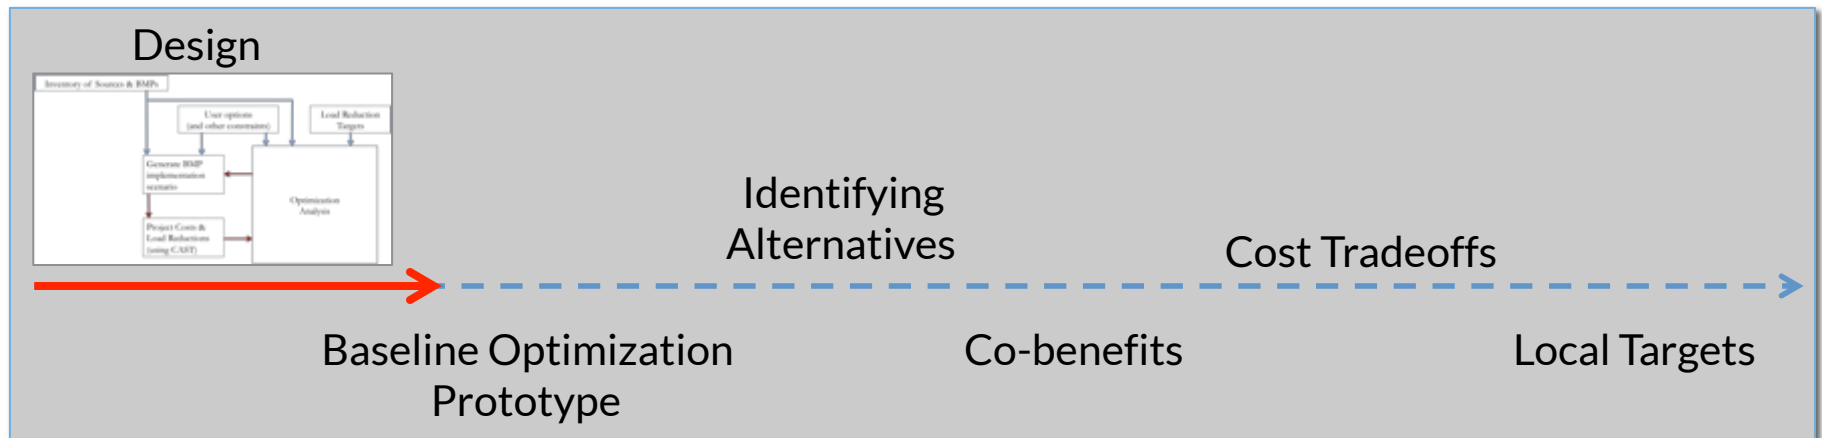 Design
Inventory of Sources & BMPs
User options
(and other constraints)
Load Reduction
Targets
Generate BMP
implementation
scenario
Optimization
Analysis
Project Costs &
Load Reductions
(using CAST)
Identifying
Alternatives
Cost Tradeoffs
Baseline Optimization
Prototype
Co-benefits
Local Targets